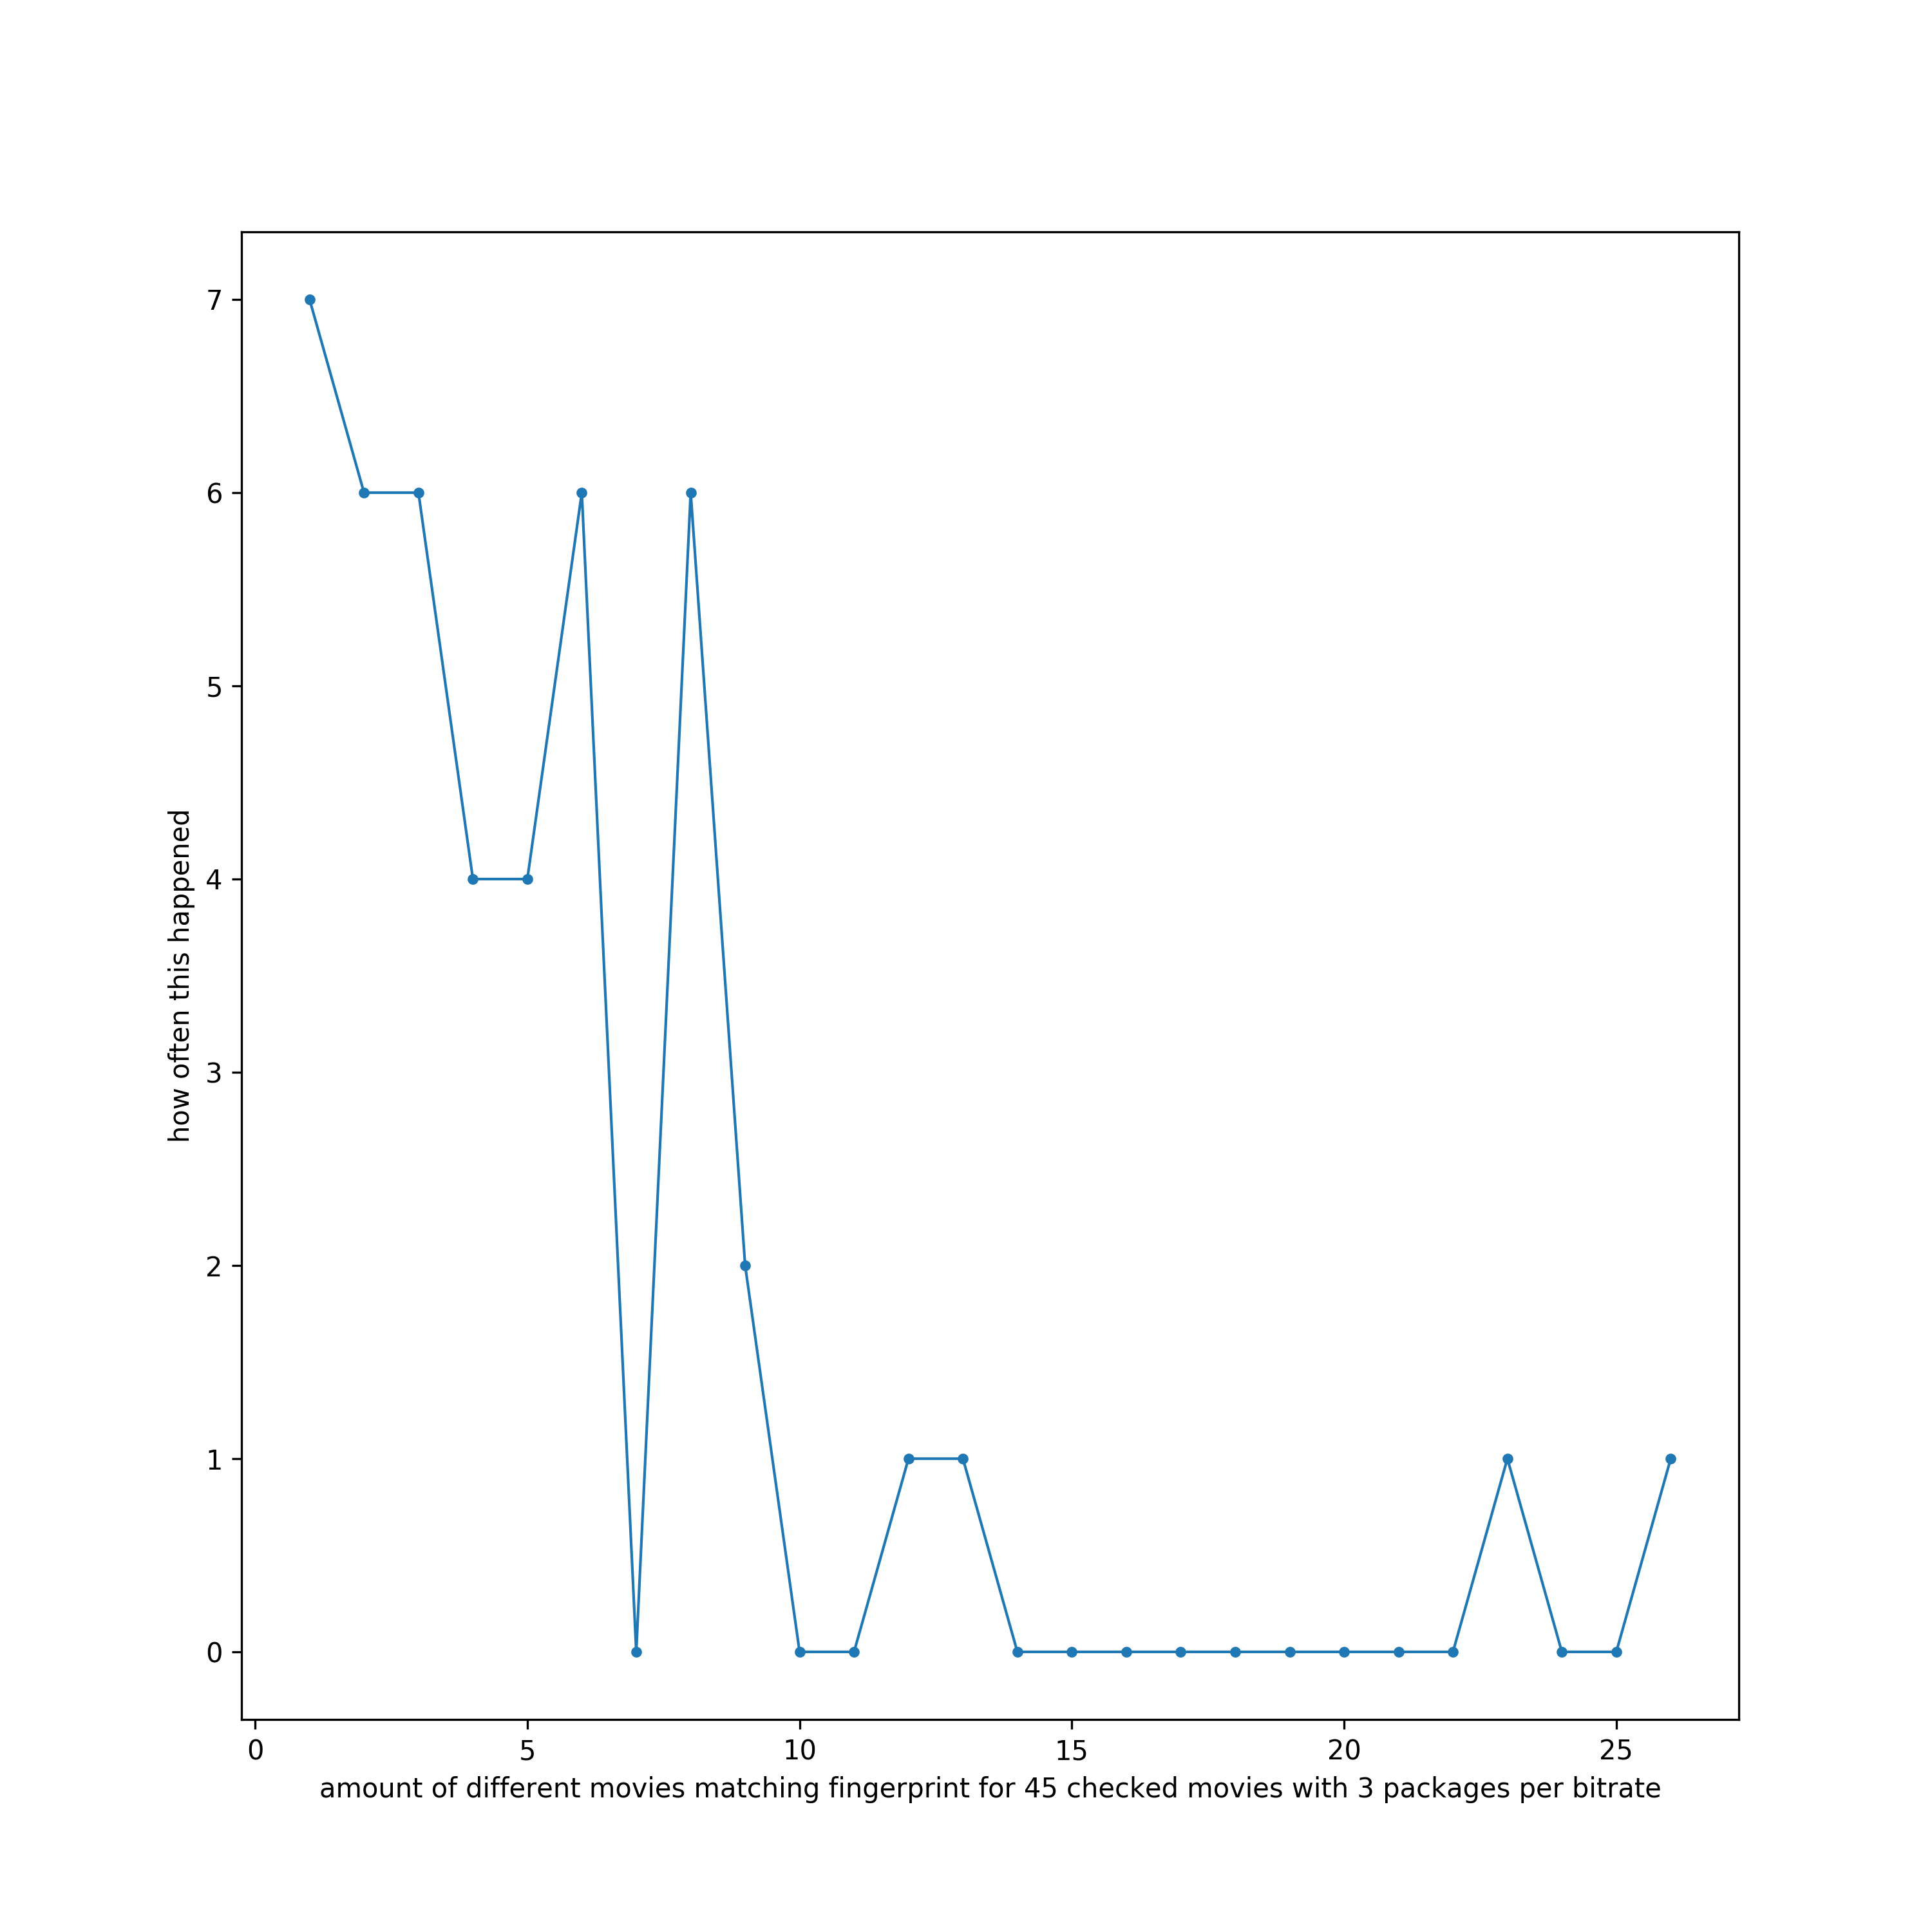 7
6
5
4
3
2
1
0
how often this happened
0 5 10 15 20 25
amount of different movies matching fingerprint for 45 checked movies with 3 packages per bitrate